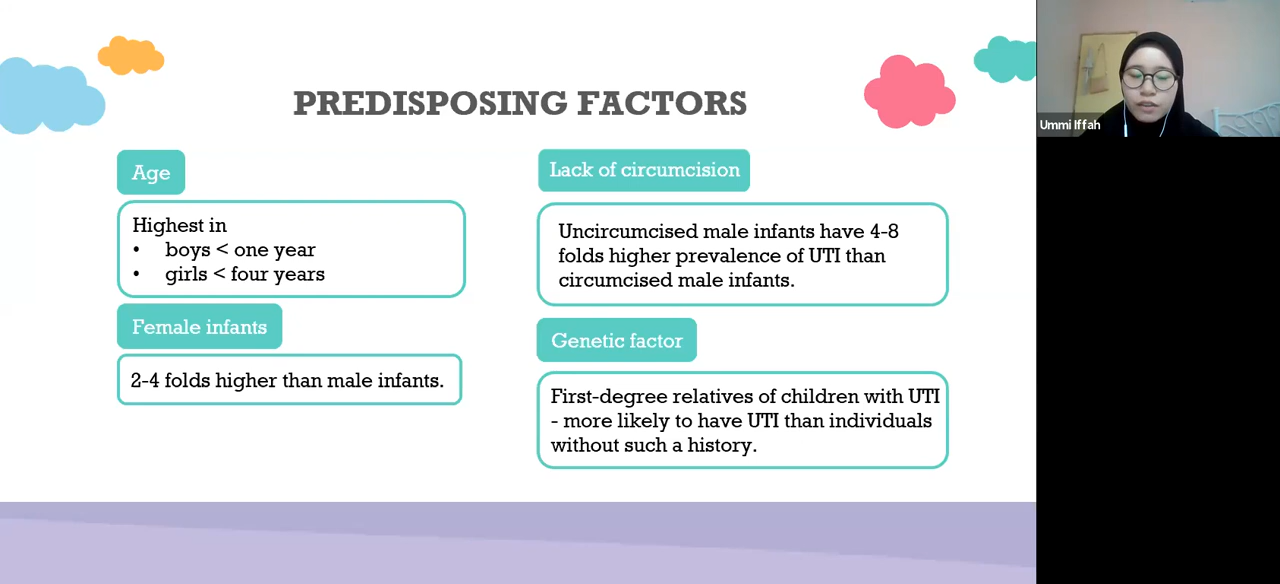 PREDISPOSING FACTORS
Age
Highest in
• boys < one year
• girls < four years
Female infants
2-4 folds higher than male infants.
Lack of circumcision
Uncircumcised male infants have 4-8
folds higher prevalence of UTI than
circumcised male infants.
Genetic factor
First-degree relatives of children with UTI
- more likely to have UTI than individuals
without such a history.
Ummi Iffah